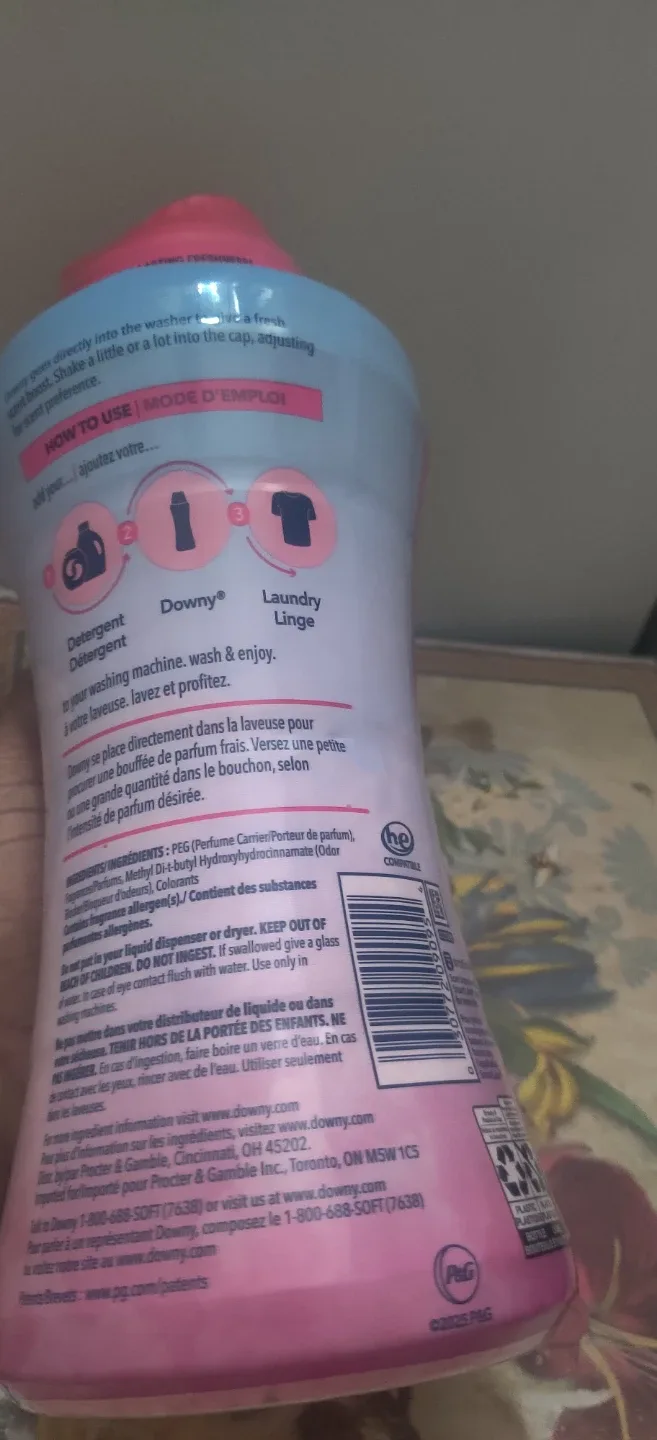 LASTING FRESHNESS!
Downy goes directly into the washer to give a fresh
scent boost. Shake a little or a lot into the cap, adjusting
for scent preference.
HOW TO USE | MODE D'EMPLOI
add your... | ajoutez votre...
1
2
3
Detergent
Détergent
Downy®
Laundry
Linge
to your washing machine. wash & enjoy.
à votre laveuse. lavez et profitez.
Downy se place directement dans la laveuse pour
procurer une bouffée de parfum frais. Versez une petite
ou une grande quantité dans le bouchon, selon
l'intensité de parfum désirée.
INGREDIENTS/INGRÉDIENTS : PEG (Perfume Carrier/Porteur de parfum),
Fragrances/Parfums, Methyl Di-t-butyl Hydroxyhydrocinnamate (Odor
Blocker/Bloqueur d'odeurs), Colorants
Contains fragrance allergen(s)./ Contient des substances
parfumantes allergènes.
Do not put in your liquid dispenser or dryer. KEEP OUT OF
REACH OF CHILDREN. DO NOT INGEST. If swallowed give a glass
of water. In case of eye contact flush with water. Use only in
washing machines.
Ne pas mettre dans votre distributeur de liquide ou dans
votre sécheuse. TENIR HORS DE LA PORTÉE DES ENFANTS. NE
PAS INGÉRER. En cas d'ingestion, faire boire un verre d'eau. En cas
de contact avec les yeux, rincer avec de l'eau. Utiliser seulement
dans les laveuses.
For more ingredient information visit www.downy.com
Pour plus d'information sur les ingrédients, visitez www.downy.com
Dist. by/par Procter & Gamble, Cincinnati, OH 45202.
Imported for/Importé pour Procter & Gamble Inc., Toronto, ON M5W 1C5
Talk to Downy 1-800-688-SOFT (7638) or visit us at www.downy.com
Pour parler à un représentant Downy, composez le 1-800-688-SOFT (7638)
ou visitez notre site au www.downy.com
Patents/Brevets : www.pg.com/patents
he
COMPATIBLE
P&G
©2025 P&G